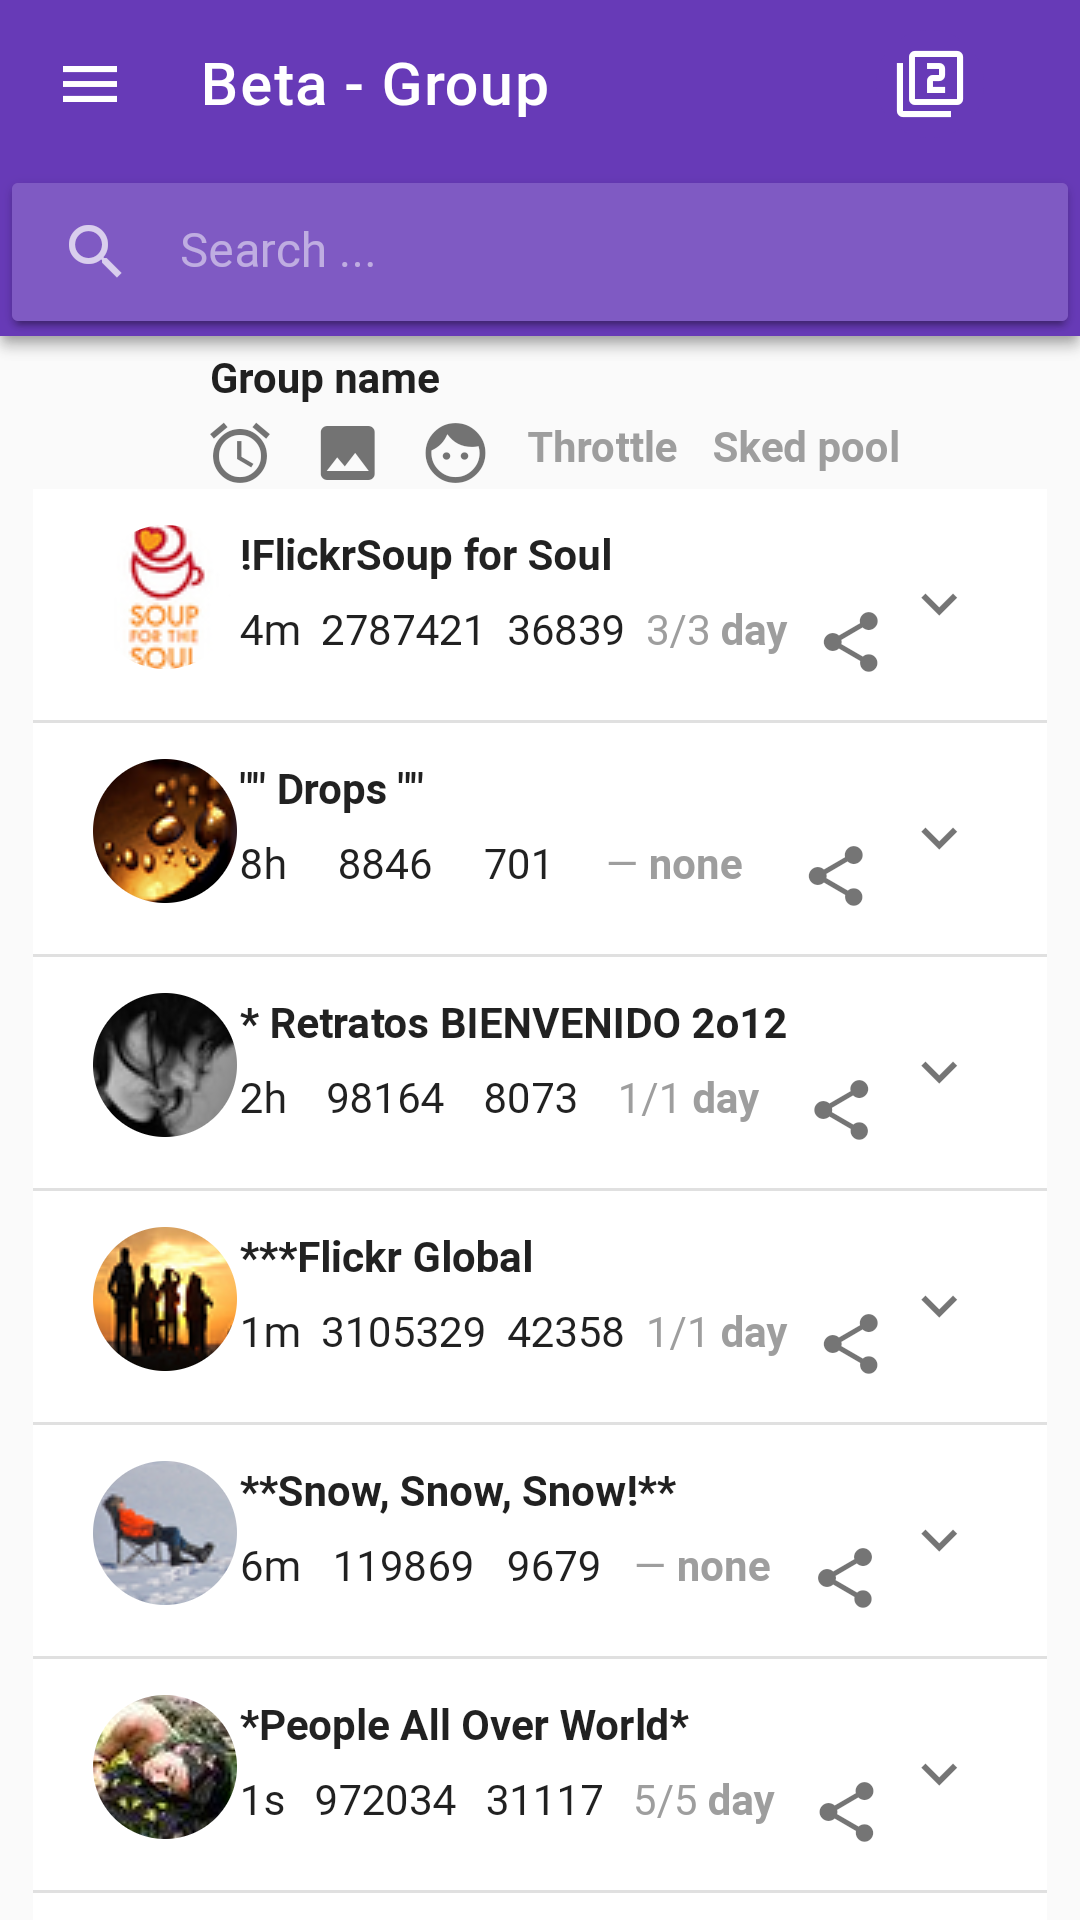 Beta - Group
2
Search ...
Group name
Throttle Sked pool
!FlickrSoup for Soul
SOUP
FOR THE
SOUL
4m 2787421 36839 3/3 day
"" Drops ""
8h 8846 701 — none
* Retratos BIENVENIDO 2o12
2h 98164 8073 1/1 day
***Flickr Global
1m 3105329 42358 1/1 day
**Snow, Snow, Snow!**
6m 119869 9679 — none
*People All Over World*
1s 972034 31117 5/5 day